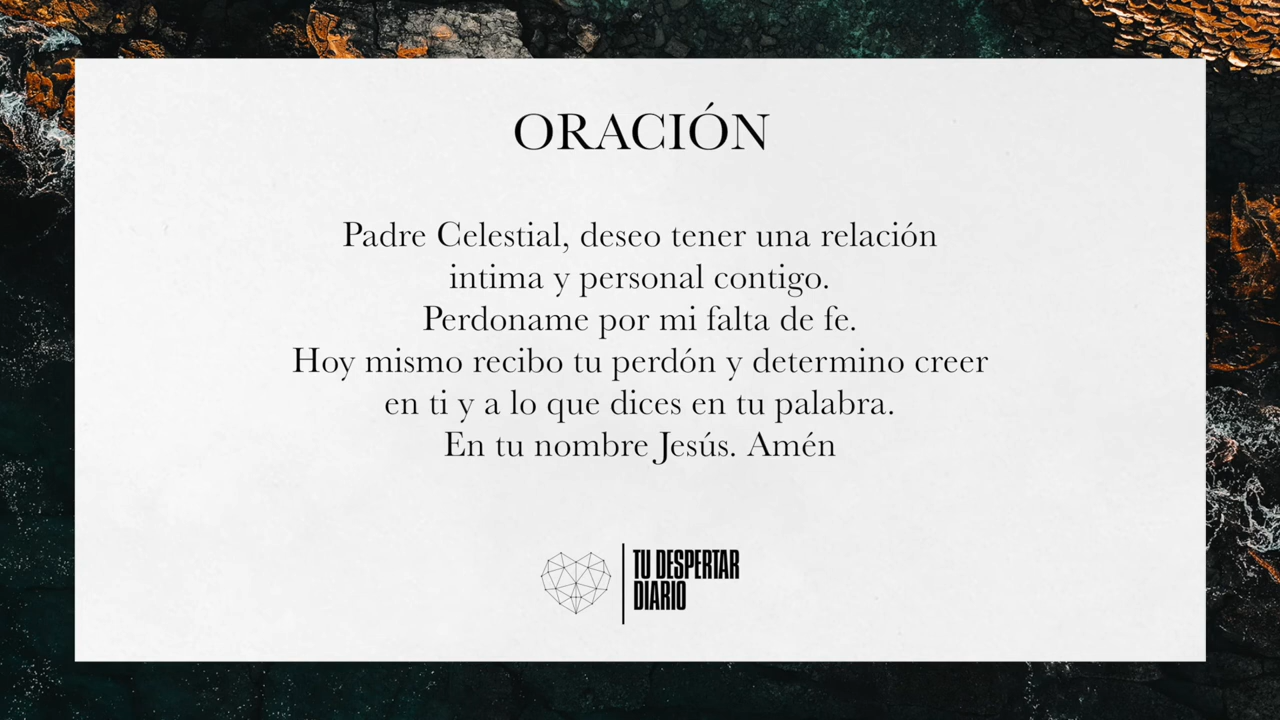 ORACIÓN
Padre Celestial, deseo tener una relación
intima y personal contigo.
Perdoname por mi falta de fe.
Hoy mismo recibo tu perdón y determino creer
en ti y a lo que dices en tu palabra.
En tu nombre Jesús. Amén
TU DESPERTAR
DIARIO